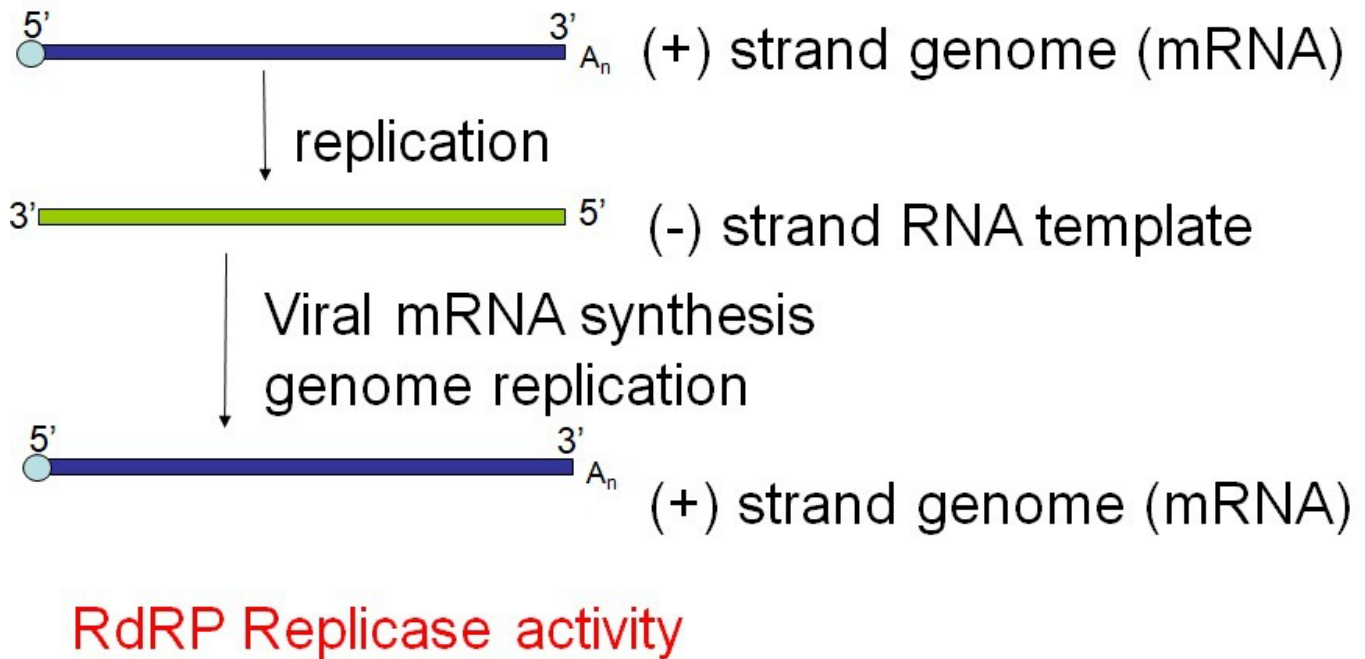 5’ 3’
Aₙ (+) strand genome (mRNA)
replication
3’ 5’
(-) strand RNA template
Viral mRNA synthesis
genome replication
5’ 3’
Aₙ
(+) strand genome (mRNA)
RdRP Replicase activity